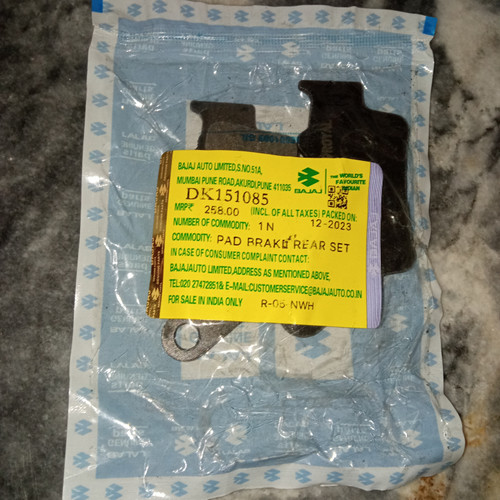 BAJAJ AUTO LIMITED,S.NO.51A,
MUMBAI PUNE ROAD,AKURDI,PUNE 411035
DK151085
MRP₹ 258.00 (INCL. OF ALL TAXES) PACKED ON:
NUMBER OF COMMODITY: 1 N 12-2023
COMMODITY: PAD BRAKE REAR SET
IN CASE OF CONSUMER COMPLAINT CONTACT:
BAJAJAUTO LIMITED,ADDRESS AS MENTIONED ABOVE,
TEL:020 27472851& E-MAIL:CUSTOMERSERVICE@BAJAJAUTO.CO.IN
FOR SALE IN INDIA ONLY R-05-NWH
BAJAJ
THE WORLD'S
FAVOURITE
INDIAN
BAJAJ